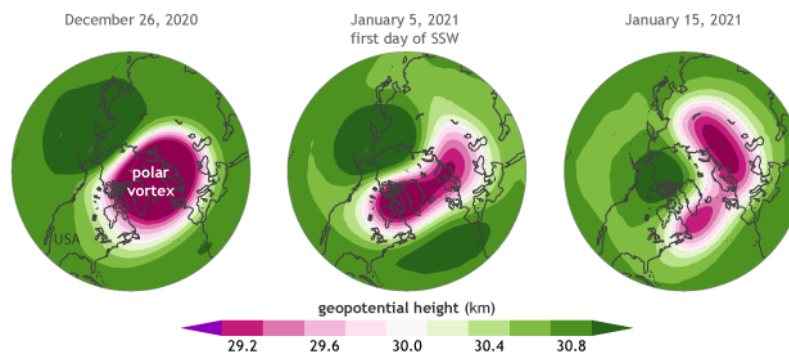 December 26, 2020
January 5, 2021
first day of SSW
January 15, 2021
polar
vortex
USA
geopotential height (km)
29.2 29.6 30.0 30.4 30.8